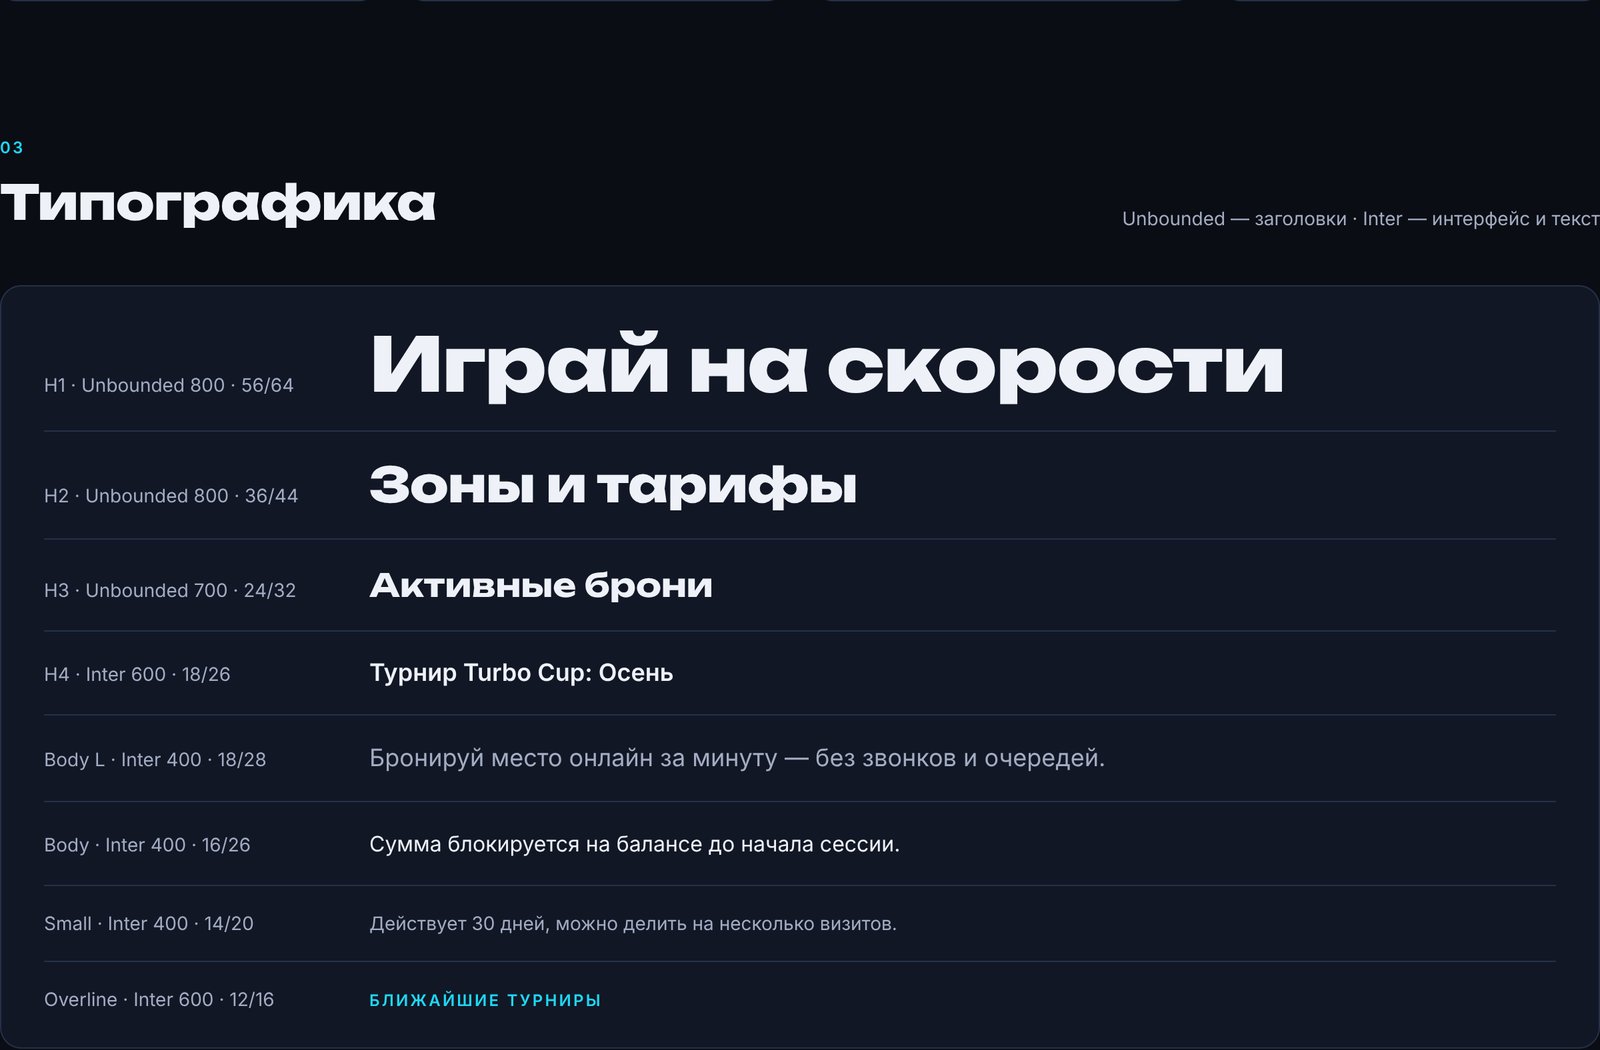 03
Типографика
Unbounded — заголовки · Inter — интерфейс и текст
H1 · Unbounded 800 · 56/64
Играй на скорости
H2 · Unbounded 800 · 36/44
Зоны и тарифы
H3 · Unbounded 700 · 24/32
Активные брони
H4 · Inter 600 · 18/26
Турнир Turbo Cup: Осень
Body L · Inter 400 · 18/28
Бронируй место онлайн за минуту — без звонков и очередей.
Body · Inter 400 · 16/26
Сумма блокируется на балансе до начала сессии.
Small · Inter 400 · 14/20
Действует 30 дней, можно делить на несколько визитов.
Overline · Inter 600 · 12/16
БЛИЖАЙШИЕ ТУРНИРЫ